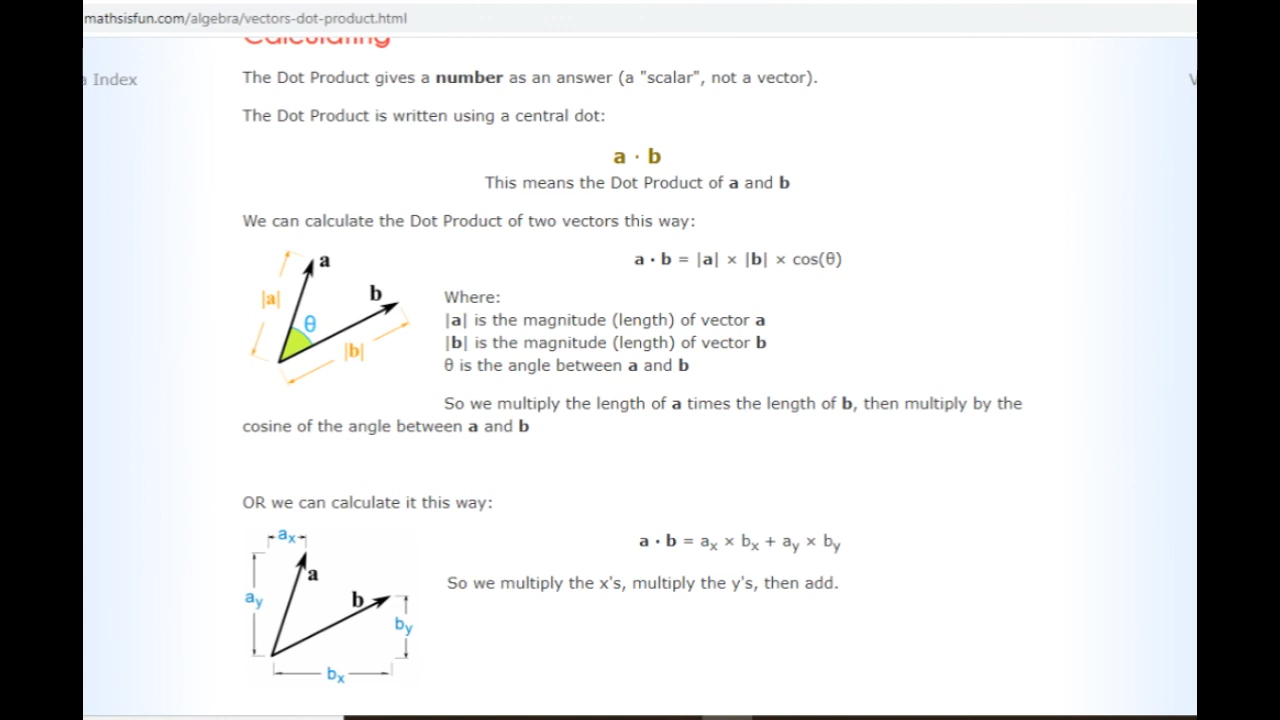 mathsisfun.com/algebra/vectors-dot-product.html
Calculating
Index
The Dot Product gives a number as an answer (a "scalar", not a vector).
The Dot Product is written using a central dot:
a · b
This means the Dot Product of a and b
We can calculate the Dot Product of two vectors this way:
a · b = |a| × |b| × cos(θ)
a
|a|
b
θ
|b|
Where:
|a| is the magnitude (length) of vector a
|b| is the magnitude (length) of vector b
θ is the angle between a and b
So we multiply the length of a times the length of b, then multiply by the
cosine of the angle between a and b
OR we can calculate it this way:
a · b = ax × bx + ay × by
So we multiply the x's, multiply the y's, then add.
ax
a
ay
b
by
bx